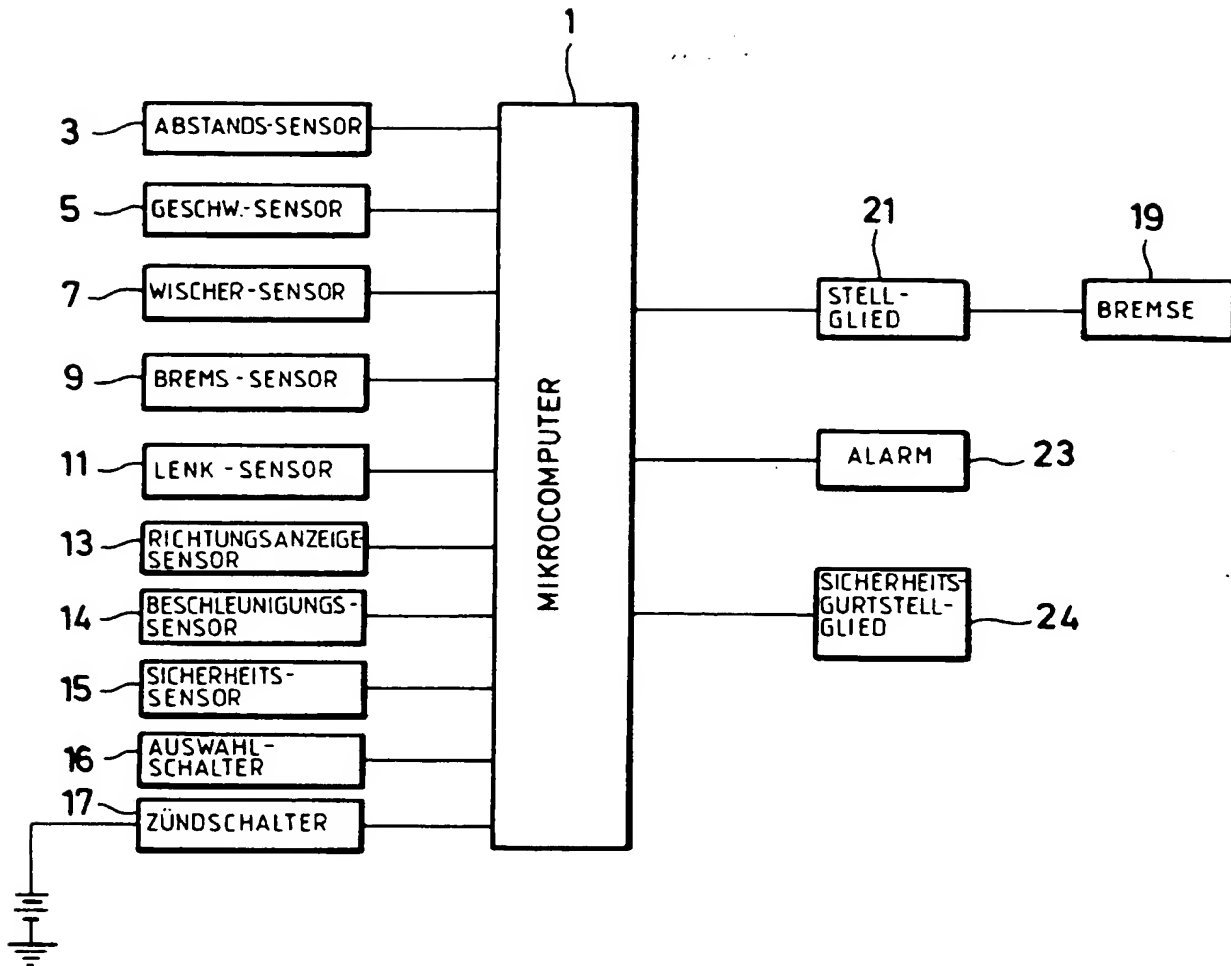 1
3 ABSTANDS-SENSOR
5 GESCHW.-SENSOR
7 WISCHER-SENSOR
9 BREMS-SENSOR
11 LENK-SENSOR
13 RICHTUNGSANZEIGE-
SENSOR
14 BESCHLEUNIGUNGS-
SENSOR
15 SICHERHEITS-
SENSOR
16 AUSWAHL-
SCHALTER
17 ZÜNDSCHALTER
MIKROCOMPUTER
21
STELL-
GLIED
19
BREMSE
ALARM 23
SICHERHEITS-
GURTSTELL-
GLIED 24